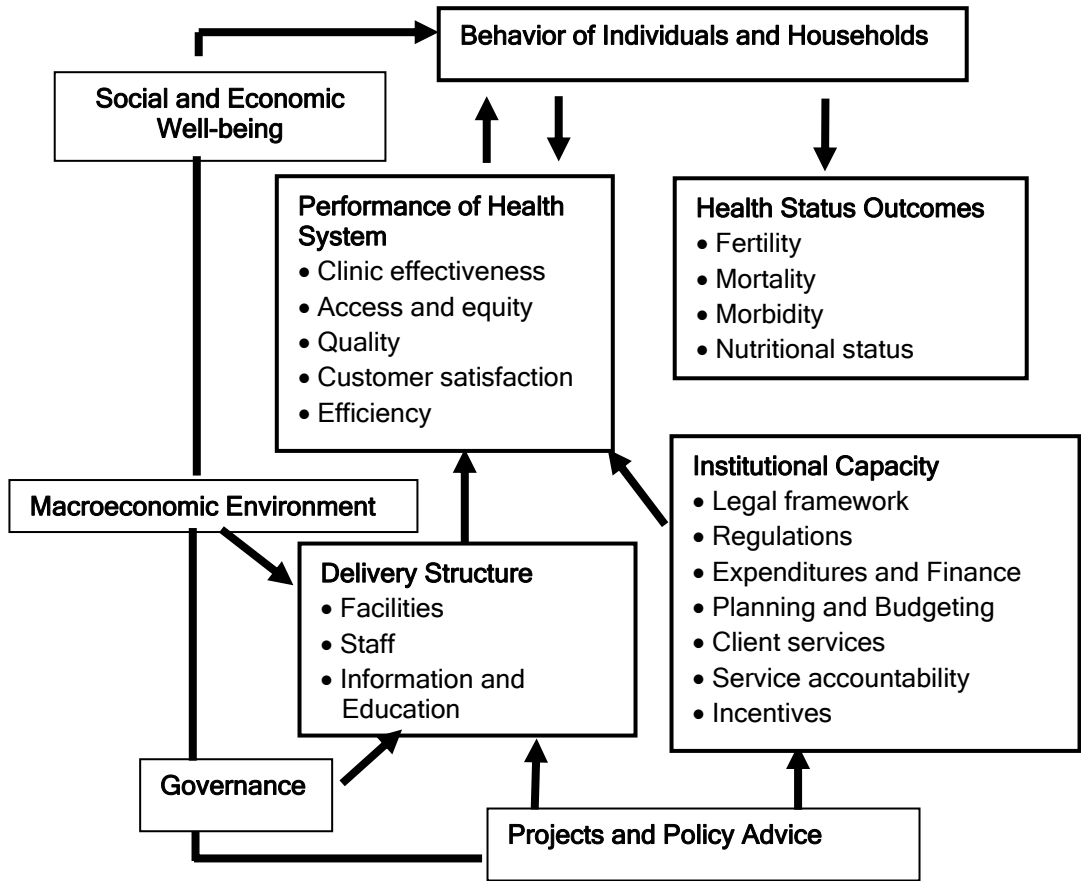 Behavior of Individuals and Households
Social and Economic
Well-being
Performance of Health
System
• Clinic effectiveness
• Access and equity
• Quality
• Customer satisfaction
• Efficiency
Health Status Outcomes
• Fertility
• Mortality
• Morbidity
• Nutritional status
Macroeconomic Environment
Institutional Capacity
• Legal framework
• Regulations
• Expenditures and Finance
• Planning and Budgeting
• Client services
• Service accountability
• Incentives
Delivery Structure
• Facilities
• Staff
• Information and
Education
Governance
Projects and Policy Advice